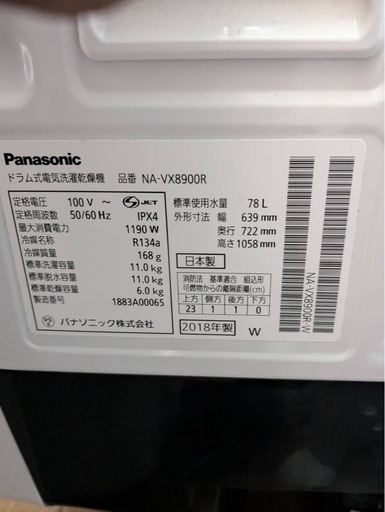 Panasonic
ドラム式電気洗濯乾燥機 品番 NA-VX8900R
定格電圧 100 V ～
定格周波数 50/60 Hz
S JET
IPX4
最大消費電力 1190 W
冷媒名称 R134a
冷媒質量 168 g
標準洗濯容量 11.0 kg
標準脱水容量 11.0 kg
標準乾燥容量 6.0 kg
製造番号 1883A00065
パナソニック株式会社
標準使用水量 78 L
外形寸法 幅 639 mm
奥行 722 mm
高さ 1058 mm
日本製
消防法 基準適合 組込形
可燃物からの離隔距離(cm)
上方 側方 後方 下方
23 1 1 0
2018年製 W
NA-VX8900R-W